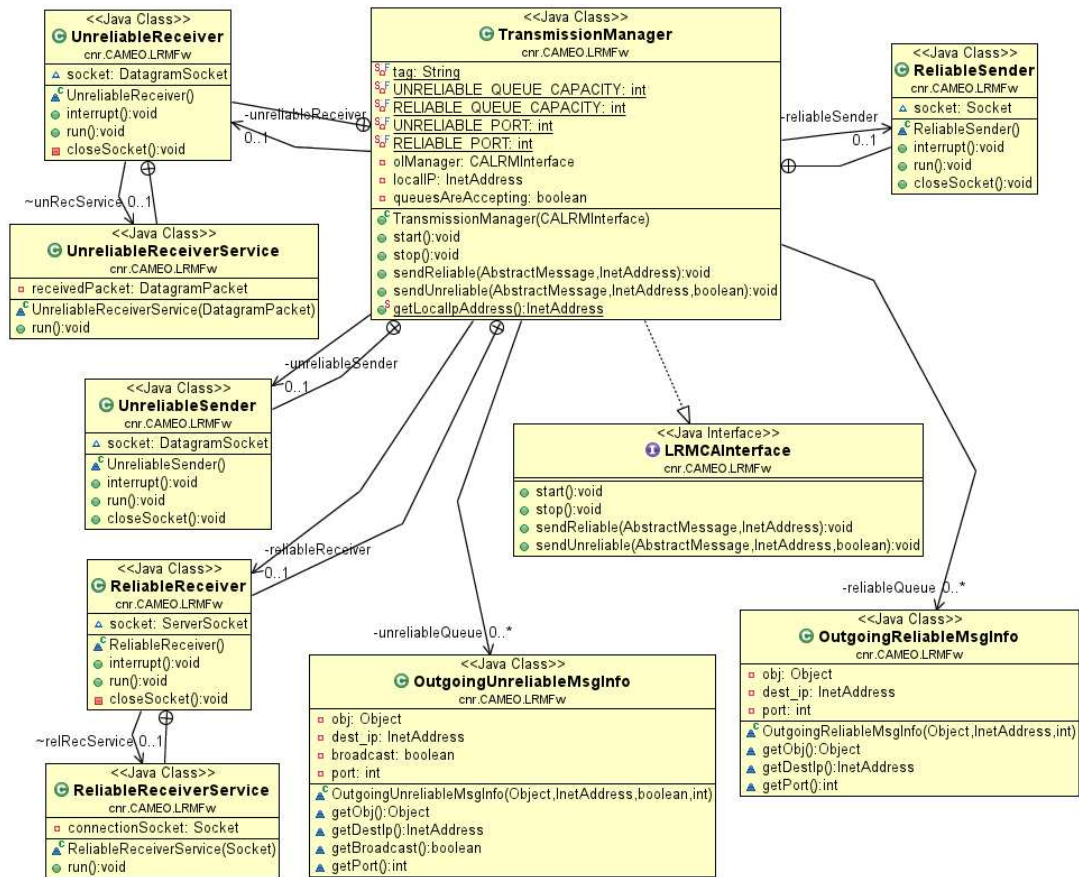 <<Java Class>>
UnreliableReceiver
cnr.CAMEO.LRMFw
socket: DatagramSocket
UnreliableReceiver()
interrupt():void
run():void
closeSocket():void
<<Java Class>>
TransmissionManager
cnr.CAMEO.LRMFw
tag: String
UNRELIABLE_QUEUE_CAPACITY: int
RELIABLE_QUEUE_CAPACITY: int
UNRELIABLE_PORT: int
RELIABLE_PORT: int
olManager: CALRMInterface
localIP: InetAddress
queuesAreAccepting: boolean
TransmissionManager(CALRMInterface)
start():void
stop():void
sendReliable(AbstractMessage,InetAddress):void
sendUnreliable(AbstractMessage,InetAddress,boolean):void
getLocalIpAddress():InetAddress
<<Java Class>>
ReliableSender
cnr.CAMEO.LRMFw
socket: Socket
ReliableSender()
interrupt():void
run():void
closeSocket():void
-unreliableReceiver
0..1
-reliableSender
0..1
~unRecService 0..1
<<Java Class>>
UnreliableReceiverService
cnr.CAMEO.LRMFw
receivedPacket: DatagramPacket
UnreliableReceiverService(DatagramPacket)
run():void
-unreliableSender
0..1
<<Java Class>>
UnreliableSender
cnr.CAMEO.LRMFw
socket: DatagramSocket
UnreliableSender()
interrupt():void
run():void
closeSocket():void
<<Java Interface>>
LRMCAInterface
cnr.CAMEO.LRMFw
start():void
stop():void
sendReliable(AbstractMessage,InetAddress):void
sendUnreliable(AbstractMessage,InetAddress,boolean):void
-reliableReceiver
0..1
<<Java Class>>
ReliableReceiver
cnr.CAMEO.LRMFw
socket: ServerSocket
ReliableReceiver()
interrupt():void
run():void
closeSocket():void
-reliableQueue 0..*
-unreliableQueue 0..*
<<Java Class>>
OutgoingReliableMsgInfo
cnr.CAMEO.LRMFw
obj: Object
dest_ip: InetAddress
port: int
OutgoingReliableMsgInfo(Object,InetAddress,int)
getObj():Object
getDestIp():InetAddress
getPort():int
<<Java Class>>
OutgoingUnreliableMsgInfo
cnr.CAMEO.LRMFw
obj: Object
dest_ip: InetAddress
broadcast: boolean
port: int
OutgoingUnreliableMsgInfo(Object,InetAddress,boolean,int)
getObj():Object
getDestIp():InetAddress
getBroadcast():boolean
getPort():int
~relRecService 0..1
<<Java Class>>
ReliableReceiverService
cnr.CAMEO.LRMFw
connectionSocket: Socket
ReliableReceiverService(Socket)
run():void